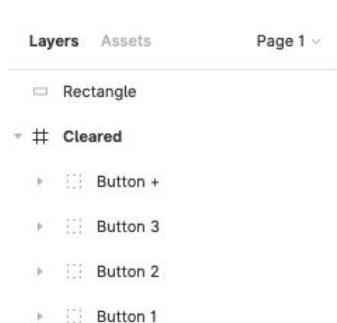 Layers Assets Page 1
Rectangle
Cleared
Button +
Button 3
Button 2
Button 1